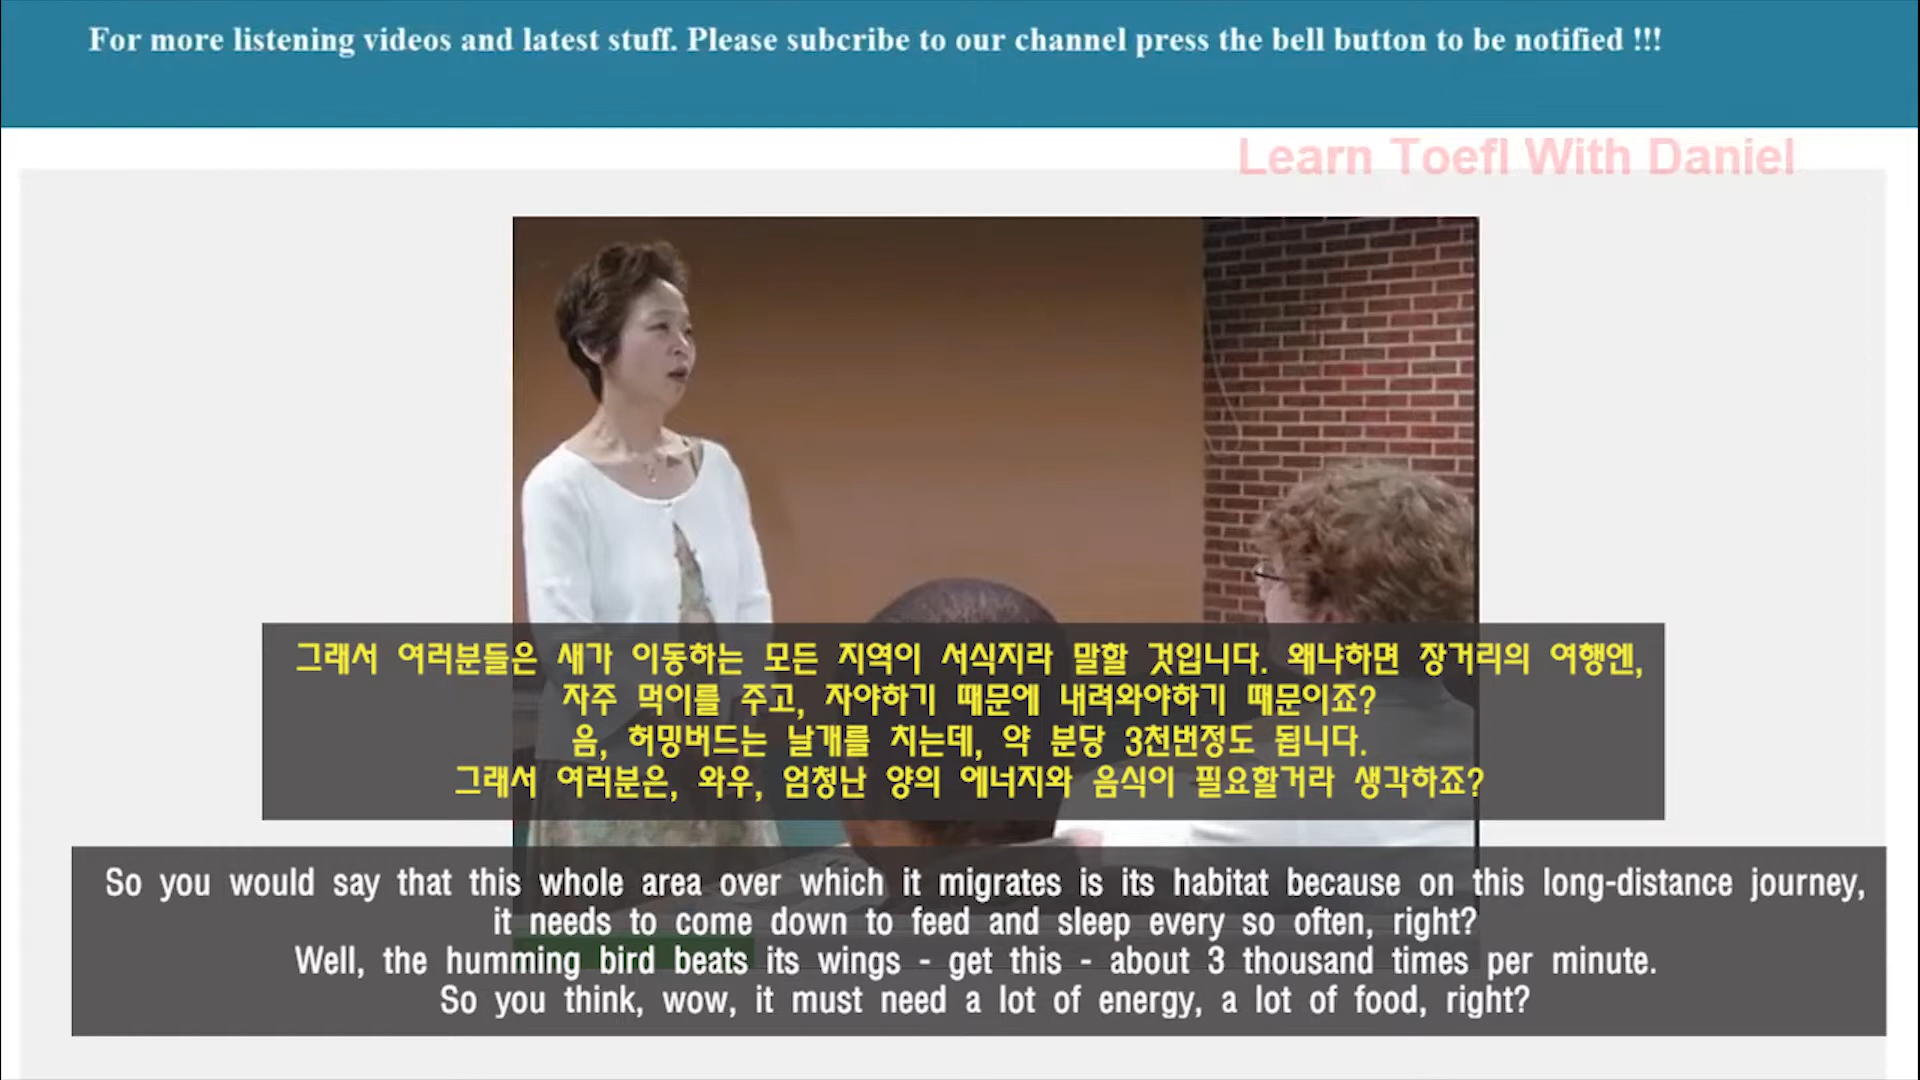 For more listening videos and latest stuff. Please subcribe to our channel press the bell button to be notified !!!
Learn Toefl With Daniel
그래서 여러분들은 새가 이동하는 모든 지역이 서식지라 말할 것입니다. 왜냐하면 장거리의 여행엔,
자주 먹이를 주고, 자야하기 때문에 내려와야하기 때문이죠?
음, 허밍버드는 날개를 치는데, 약 분당 3천번정도 됩니다.
그래서 여러분은, 와우, 엄청난 양의 에너지와 음식이 필요할거라 생각하죠?
So you would say that this whole area over which it migrates is its habitat because on this long-distance journey,
it needs to come down to feed and sleep every so often, right?
Well, the humming bird beats its wings - get this - about 3 thousand times per minute.
So you think, wow, it must need a lot of energy, a lot of food, right?